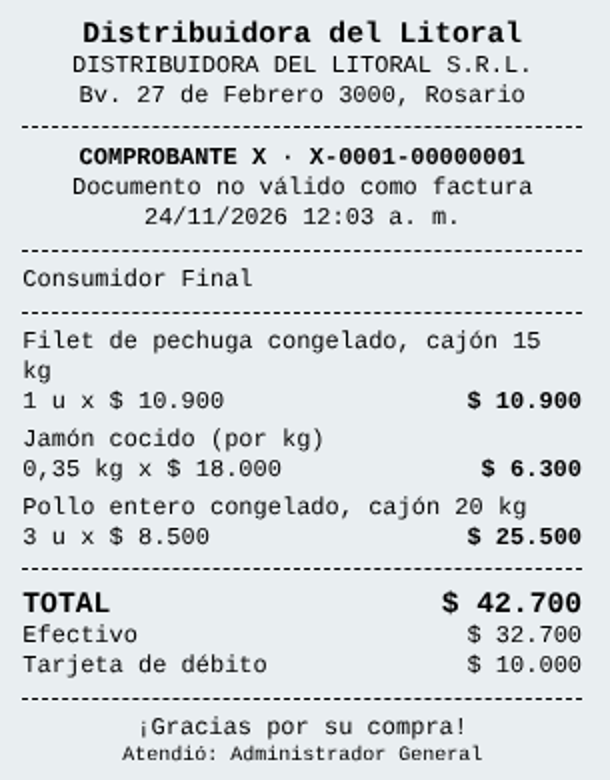 Distribuidora del Litoral
DISTRIBUIDORA DEL LITORAL S.R.L.
Bv. 27 de Febrero 3000, Rosario
COMPROBANTE X · X-0001-00000001
Documento no válido como factura
24/11/2026 12:03 a. m.
Consumidor Final
Filet de pechuga congelado, cajón 15
kg
1 u x $ 10.900 $ 10.900
Jamón cocido (por kg)
0,35 kg x $ 18.000 $ 6.300
Pollo entero congelado, cajón 20 kg
3 u x $ 8.500 $ 25.500
TOTAL $ 42.700
Efectivo $ 32.700
Tarjeta de débito $ 10.000
¡Gracias por su compra!
Atendió: Administrador General